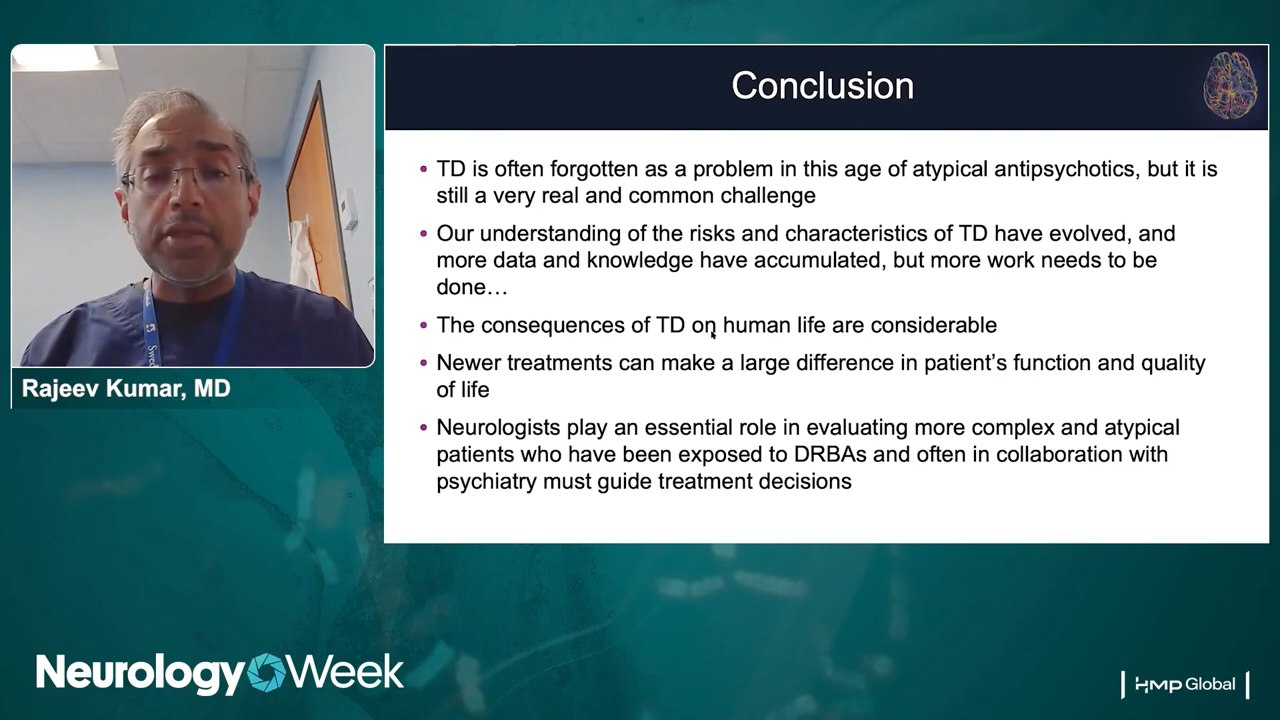 Conclusion
• TD is often forgotten as a problem in this age of atypical antipsychotics, but it is
still a very real and common challenge
• Our understanding of the risks and characteristics of TD have evolved, and
more data and knowledge have accumulated, but more work needs to be
done…
• The consequences of TD on human life are considerable
• Newer treatments can make a large difference in patient's function and quality
of life
• Neurologists play an essential role in evaluating more complex and atypical
patients who have been exposed to DRBAs and often in collaboration with
psychiatry must guide treatment decisions
Rajeev Kumar, MD
Neurology Week
HMP Global